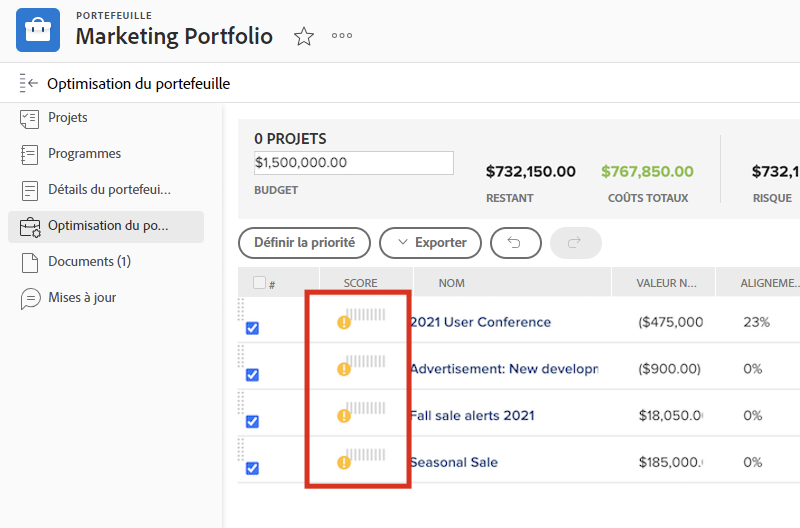 PORTEFEUILLE
Marketing Portfolio
Optimisation du portefeuille
Projets
Programmes
Détails du portefeui...
Optimisation du po...
Documents (1)
Mises à jour
0 PROJETS
$1,500,000.00
BUDGET
$732,150.00
RESTANT
$767,850.00
COÛTS TOTAUX
$732,1
RISQUE
Définir la priorité
Exporter
# SCORE NOM VALEUR N... ALIGNEME...
2021 User Conference ($475,000 23%
Advertisement: New developn ($900.00) 0%
Fall sale alerts 2021 $18,050.0 0%
Seasonal Sale $185,000. 0%